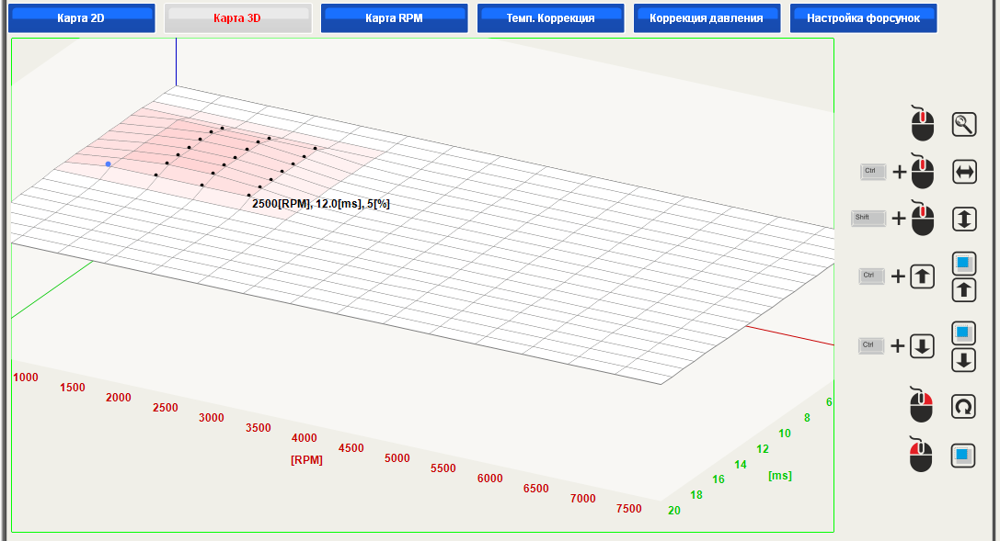 Карта 2D
Карта 3D
Карта RPM
Темп. Коррекция
Коррекция давления
Настройка форсунок
Ctrl
Shift
2500[RPM], 12.0[ms], 5[%]
Ctrl
Ctrl
1000
1500
2000
2500
3000
3500
4000
4500
5000
5500
6000
6500
7000
7500
[RPM]
6
8
10
12
14
16
18
20
[ms]